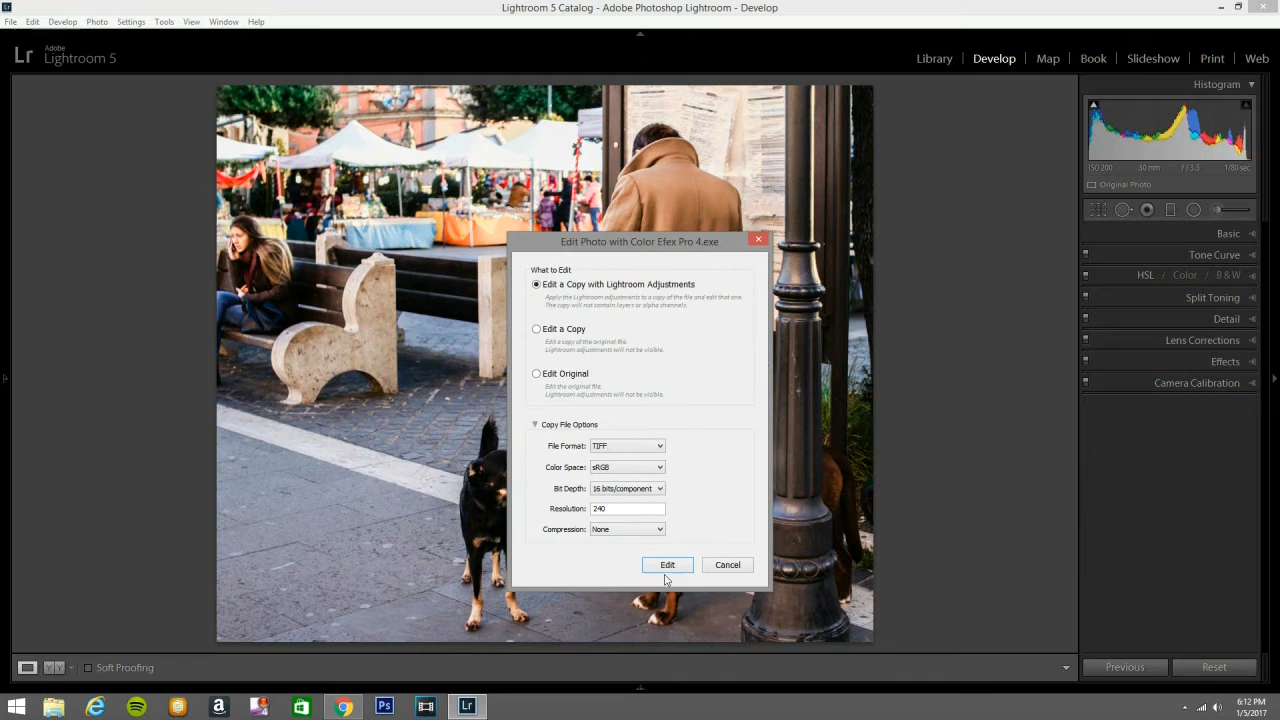 Lightroom 5 Catalog - Adobe Photoshop Lightroom - Develop
File Edit Develop Photo Settings Tools View Window Help
Lr Adobe
Lightroom 5
Library | Develop | Map | Book | Slideshow | Print | Web
Histogram
ISO 200 30 mm f / 3.5 1/80 sec
Original Photo
Basic
Tone Curve
HSL / Color / B & W
Split Toning
Detail
Lens Corrections
Effects
Camera Calibration
Edit Photo with Color Efex Pro 4.exe
What to Edit
Edit a Copy with Lightroom Adjustments
Apply the Lightroom adjustments to a copy of the file and edit that one.
The copy will not contain layers or alpha channels.
Edit a Copy
Edit a copy of the original file.
Lightroom adjustments will not be visible.
Edit Original
Edit the original file.
Lightroom adjustments will not be visible.
Copy File Options
File Format: TIFF
Color Space: sRGB
Bit Depth: 16 bits/component
Resolution: 240
Compression: None
Edit Cancel
Y Y Soft Proofing
Previous Reset
a Ps Lr
6:12 PM
1/5/2017